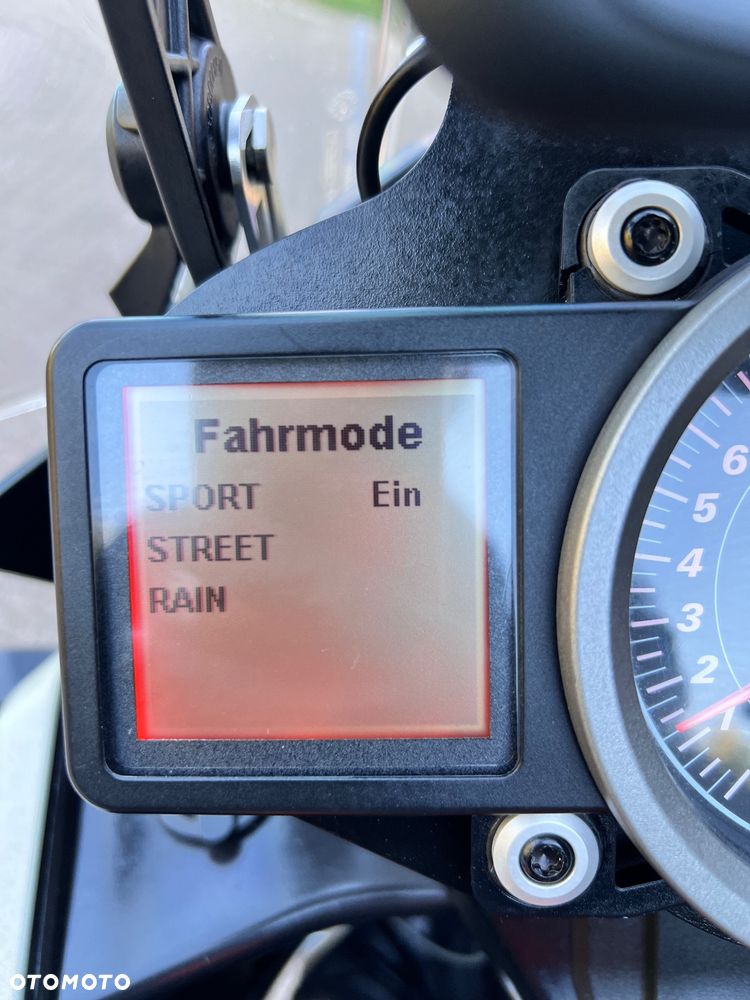 Fahrmode
SPORT Ein
STREET
RAIN
6
5
4
3
2
1
OTOMOTO